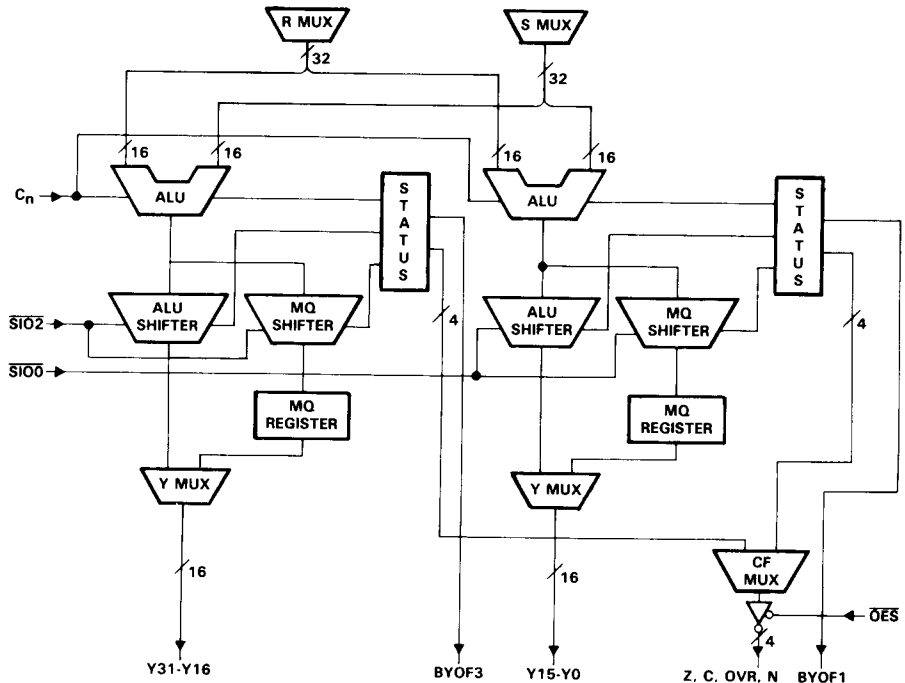 R MUX
S MUX
32
32
16
16
16
16
Cn
ALU
STATUS
ALU
STATUS
SIO2
ALU
SHIFTER
MQ
SHIFTER
4
ALU
SHIFTER
MQ
SHIFTER
4
SIO0
MQ
REGISTER
MQ
REGISTER
Y MUX
Y MUX
CF
MUX
16
16
OES
4
Y31-Y16
BYOF3
Y15-Y0
Z, C, OVR, N
BYOF1